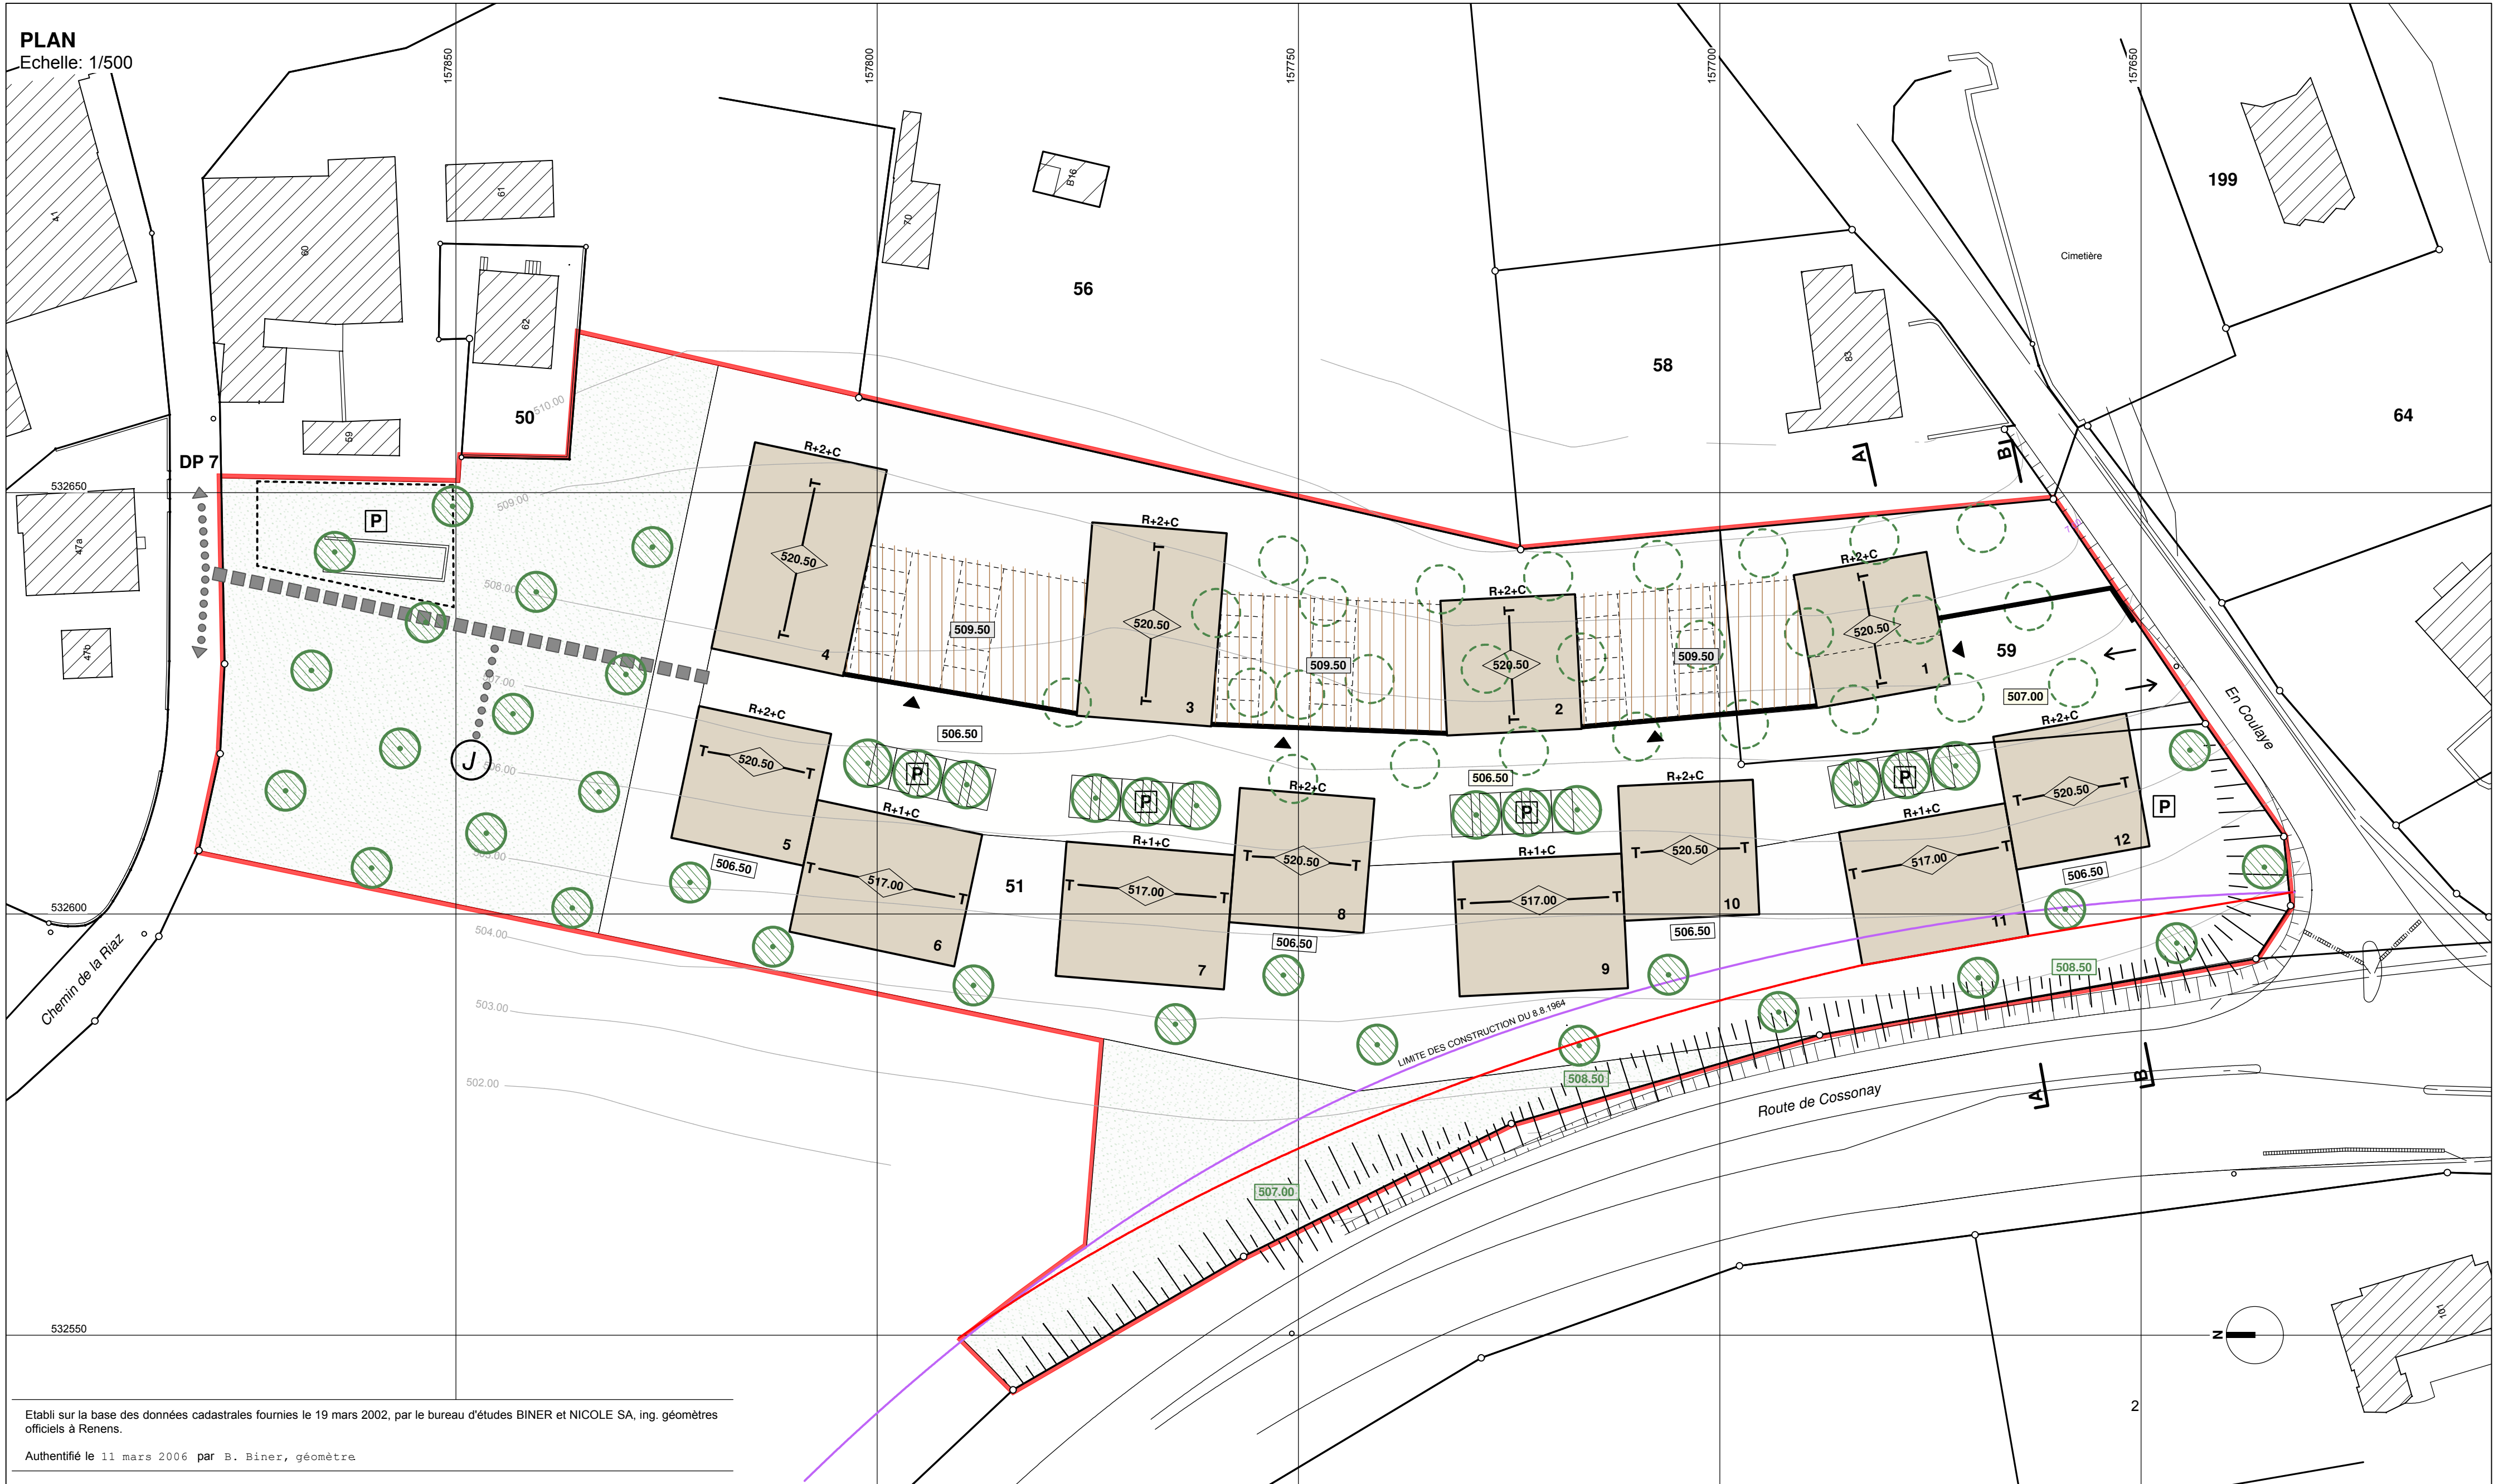 PLAN
Echelle: 1/500
157850
157800
157750
157700
157650
532650
532600
532550
41
60
61
62
59
50
70
B16
56
58
83
Cimetière
199
64
DP 7
47a
47b
P
J
510.00
509.00
508.00
507.00
506.00
505.00
504.00
503.00
502.00
R+2+C
520.50
4
509.50
R+2+C
520.50
3
509.50
R+2+C
520.50
2
509.50
R+2+C
520.50
1
A
B
59
507.00
En Coulaye
506.50
506.50
R+2+C
520.50
5
506.50
R+1+C
517.00
6
51
P
P
P
P
P
R+1+C
517.00
7
R+2+C
520.50
8
506.50
R+1+C
517.00
9
R+2+C
520.50
10
506.50
R+1+C
517.00
11
R+2+C
520.50
12
506.50
508.50
508.50
507.00
LIMITE DES CONSTRUCTION DU 8.8.1964
Route de Cossonay
Chemin de la Riaz
A
B
N
101
2
Etabli sur la base des données cadastrales fournies le 19 mars 2002, par le bureau d'études BINER et NICOLE SA, ing. géomètres
officiels à Renens.
Authentifié le 11 mars 2006 par B. Biner, géomètre